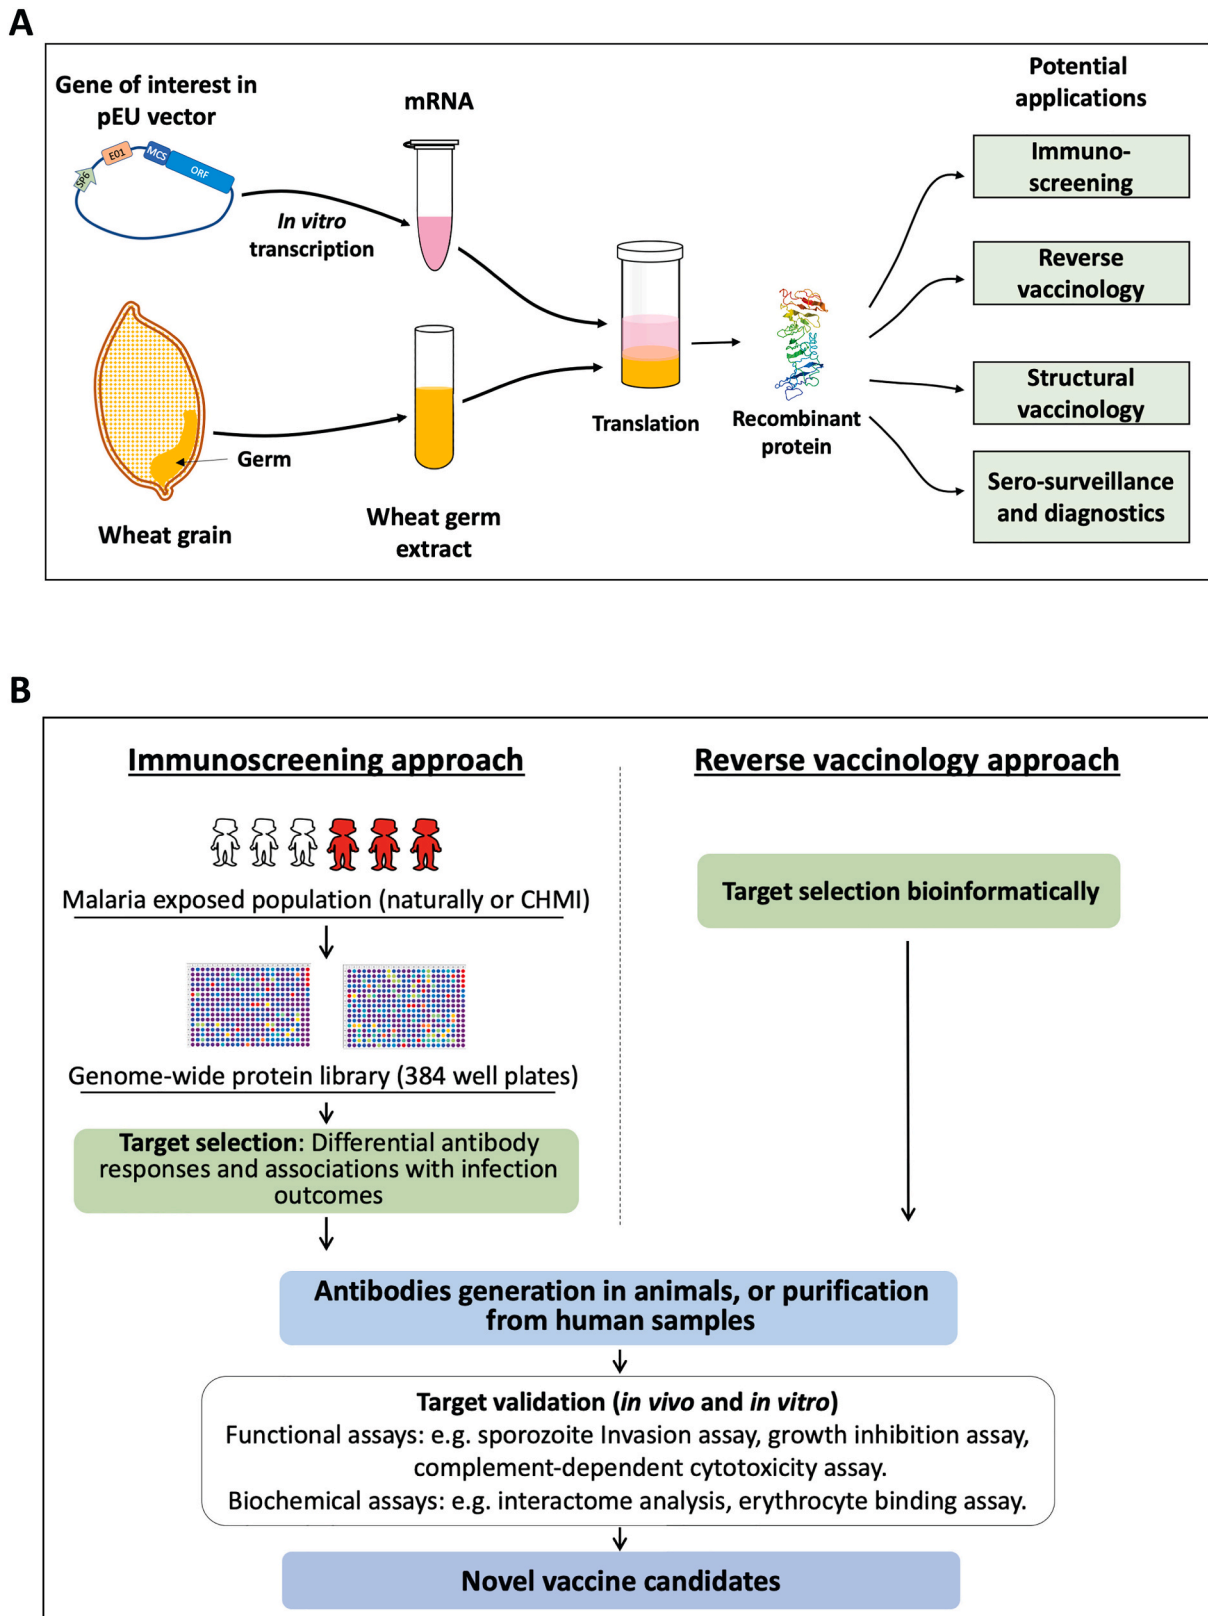 A
Gene of interest in
pEU vector
SP6
E01
MCS
ORF
In vitro
transcription
mRNA
Germ
Wheat grain
Wheat germ
extract
Translation
Recombinant
protein
Potential
applications
Immuno-
screening
Reverse
vaccinology
Structural
vaccinology
Sero-surveillance
and diagnostics
B
Immunoscreening approach
Malaria exposed population (naturally or CHMI)
Genome-wide protein library (384 well plates)
Target selection: Differential antibody
responses and associations with infection
outcomes
Reverse vaccinology approach
Target selection bioinformatically
Antibodies generation in animals, or purification
from human samples
Target validation (in vivo and in vitro)
Functional assays: e.g. sporozoite Invasion assay, growth inhibition assay,
complement-dependent cytotoxicity assay.
Biochemical assays: e.g. interactome analysis, erythrocyte binding assay.
Novel vaccine candidates